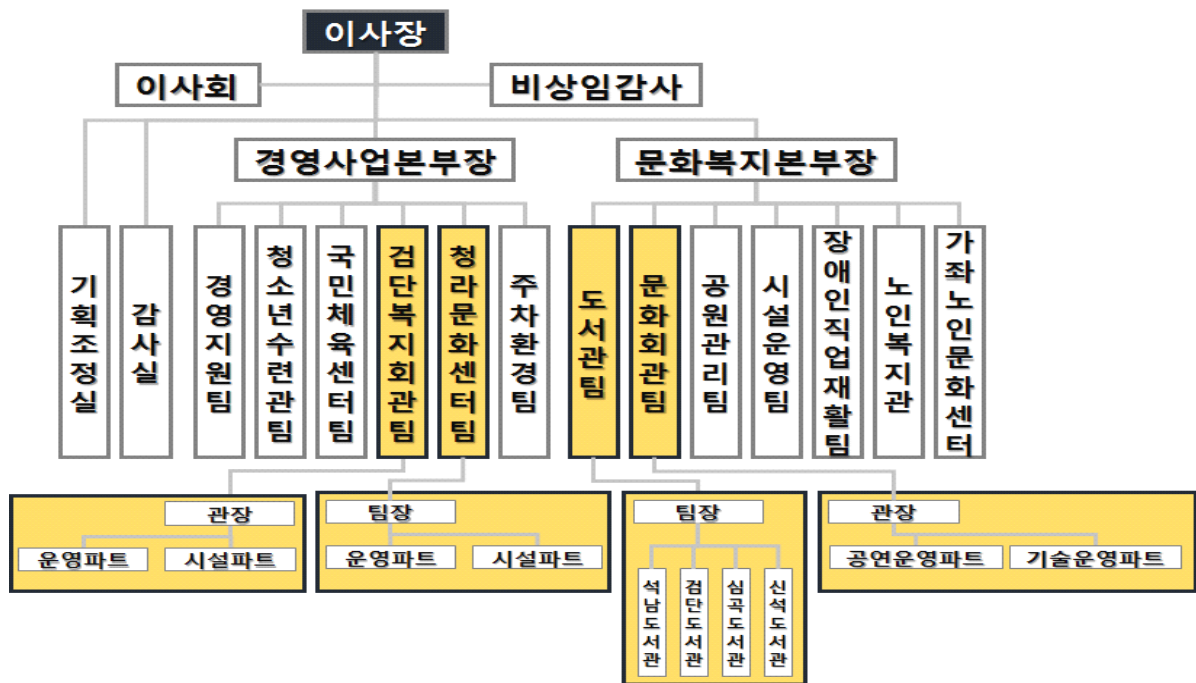 이사장
이사회
비상임감사
경영사업본부장
문화복지본부장
기획조정실
감사실
경영지원팀
청소년수련관팀
국민체육센터팀
검단복지회관팀
청라문화센터팀
주차환경팀
도서관팀
문화회관팀
공원관리팀
시설운영팀
장애인직업재활팀
노인복지관
가좌노인문화센터
관장
운영파트
시설파트
팀장
운영파트
시설파트
팀장
석남도서관
검단도서관
심곡도서관
신석도서관
관장
공연운영파트
기술운영파트